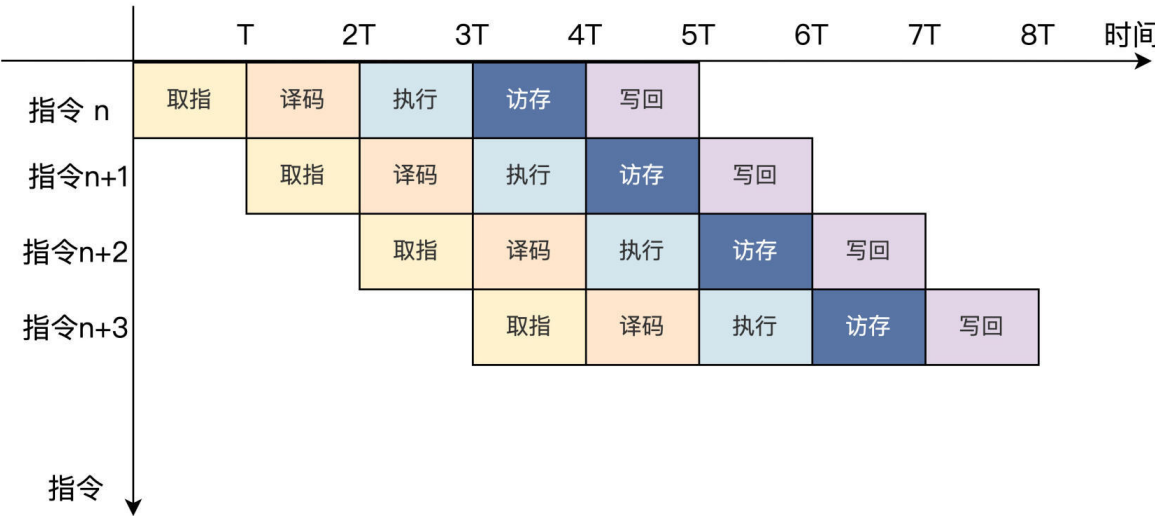 T 2T 3T 4T 5T 6T 7T 8T 时间
指令 n 取指 译码 执行 访存 写回
指令n+1 取指 译码 执行 访存 写回
指令n+2 取指 译码 执行 访存 写回
指令n+3 取指 译码 执行 访存 写回
指令